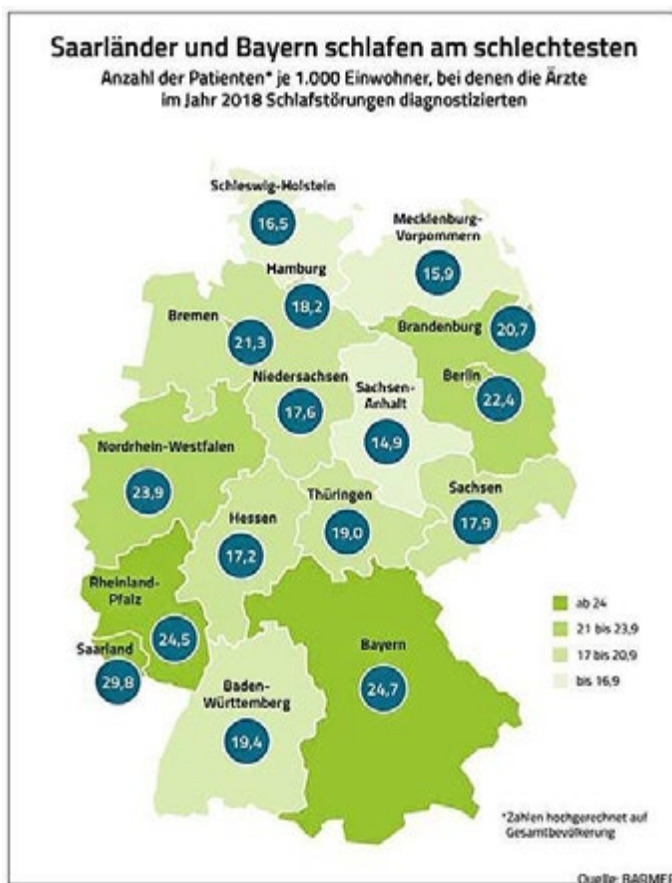 Saarländer und Bayern schlafen am schlechtesten
Anzahl der Patienten* je 1.000 Einwohner, bei denen die Ärzte
im Jahr 2018 Schlafstörungen diagnostizierten
Schleswig-Holstein
16,5
Mecklenburg-
Vorpommern
15,9
Hamburg
18,2
Bremen
21,3
Brandenburg
20,7
Niedersachsen
17,6
Sachsen-
Anhalt
14,9
Berlin
22,4
Nordrhein-Westfalen
23,9
Hessen
17,2
Thüringen
19,0
Sachsen
17,9
Rheinland-
Pfalz
24,5
Saarland
29,8
Baden-
Württemberg
19,4
Bayern
24,7
ab 24
21 bis 23,9
17 bis 20,9
bis 16,9
*Zahlen hochgerechnet auf
Gesamtbevölkerung
Quelle: BARMER